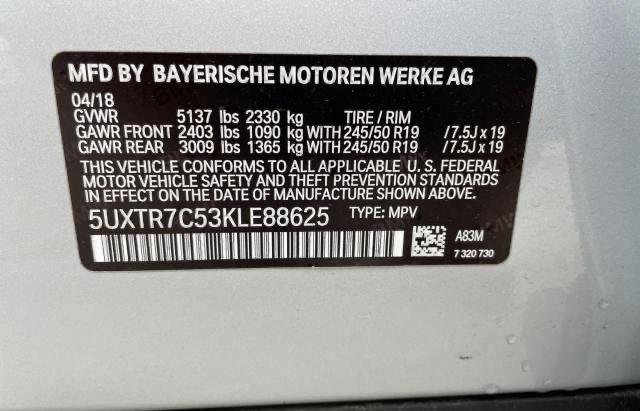 MFD BY BAYERISCHE MOTOREN WERKE AG
04/18
GVWR 5137 lbs 2330 kg TIRE / RIM
GAWR FRONT 2403 lbs 1090 kg WITH 245/50 R19 /7.5J x 19
GAWR REAR 3009 lbs 1365 kg WITH 245/50 R19 /7.5J x 19
THIS VEHICLE CONFORMS TO ALL APPLICABLE U. S. FEDERAL
MOTOR VEHICLE SAFETY, BUMPER, AND THEFT PREVENTION
STANDARDS IN EFFECT ON THE DATE OF MANUFACTURE SHOWN ABOVE.
5UXTR7C53KLE88625 TYPE: MPV
A83M
7 320 730